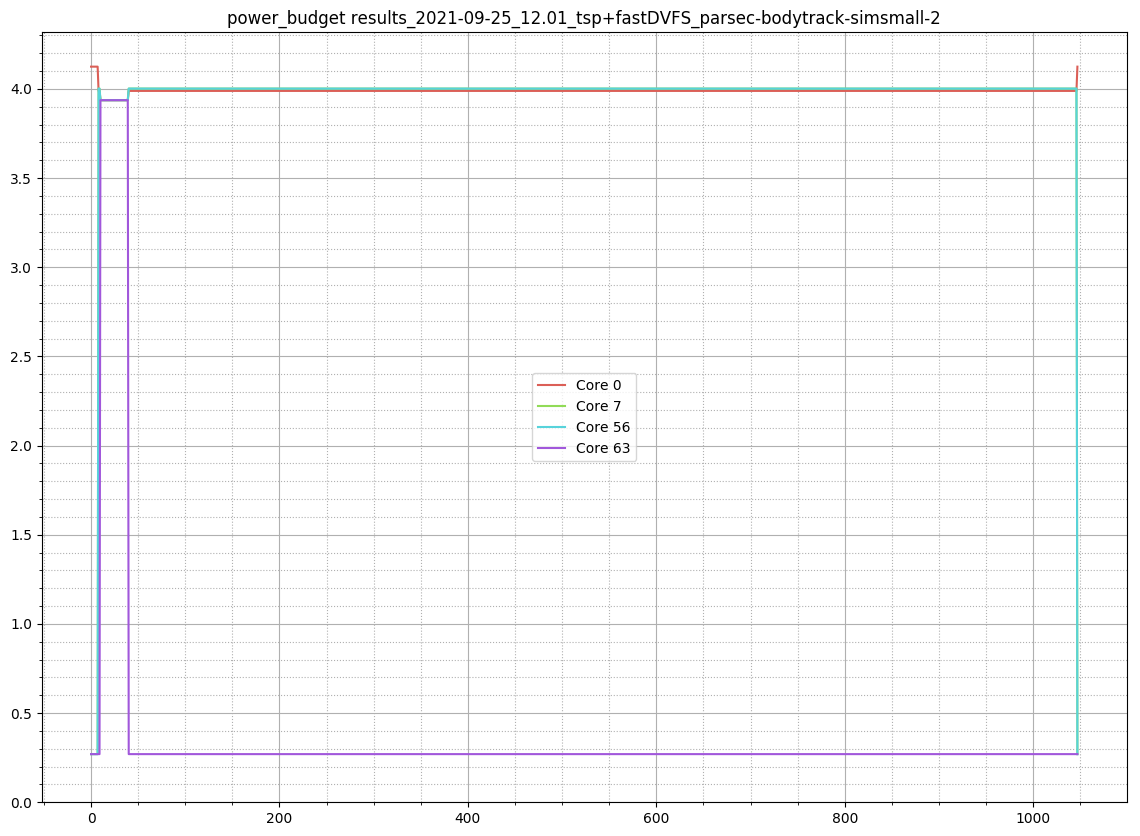 power_budget results_2021-09-25_12.01_tsp+fastDVFS_parsec-bodytrack-simsmall-2
4.0
3.5
3.0
2.5
2.0
1.5
1.0
0.5
0.0
Core 0
Core 7
Core 56
Core 63
0 200 400 600 800 1000